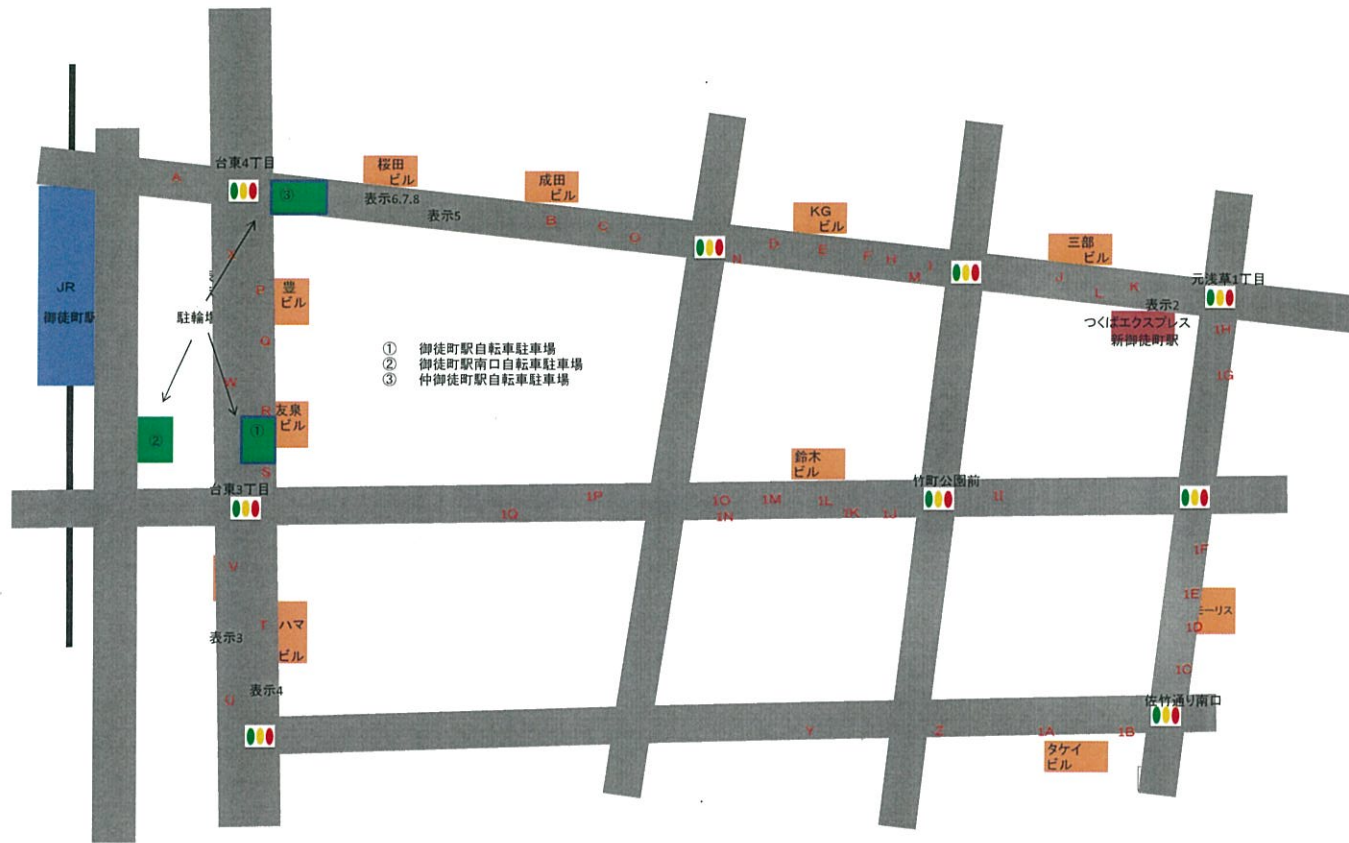 台東4丁目
桜田
ビル
A
③
表示6.7.8
表示5
成田
ビル
B
C
O
KG
ビル
N
D
E
F
H
M
I
三部
ビル
J
L
K
元浅草1丁目
表示2
つくばエクスプレス
新御徒町駅
1H
1G
JR
御徒町駅
X
P
豊
ビル
駐輪場
Q
W
R
友泉
ビル
①
②
S
① 御徒町駅自転車駐車場
② 御徒町駅南口自転車駐車場
③ 仲御徒町駅自転車駐車場
台東3丁目
鈴木
ビル
竹町公園前
1P
1Q
1O
1N
1M
1L
1K
1J
1I
1F
1E
モーリス
1D
1C
V
T
ハマ
ビル
表示3
表示4
U
佐竹通り南口
Y
Z
1A
1B
タケイ
ビル